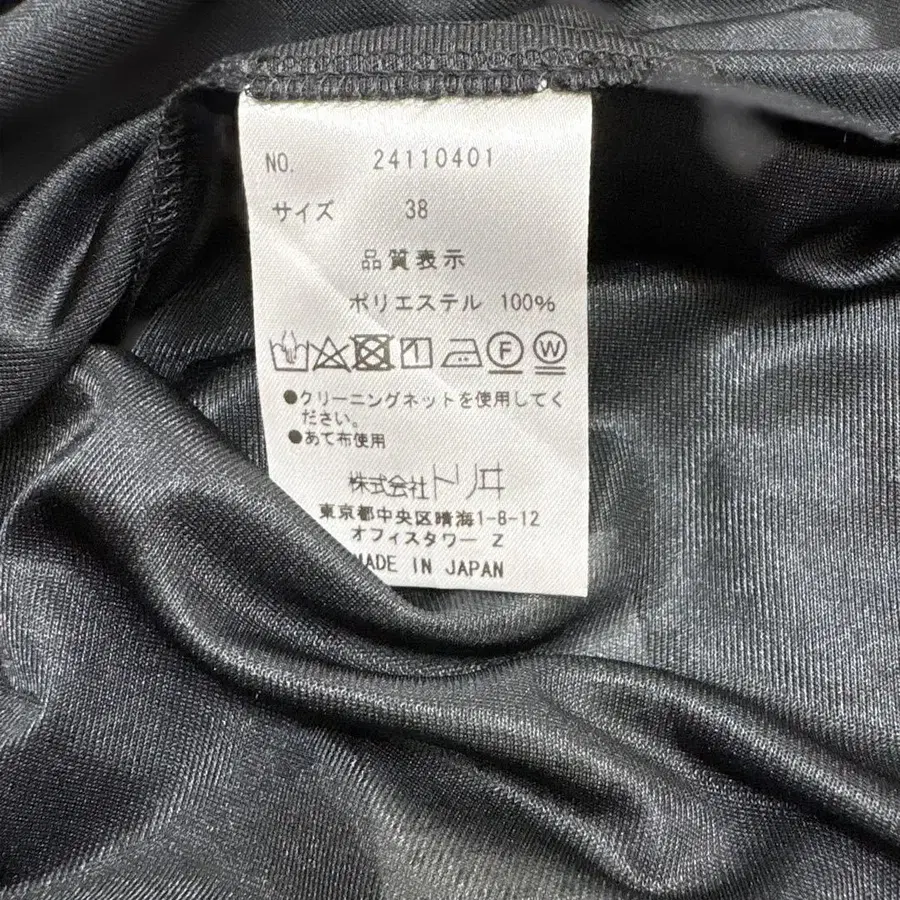 NO. 24110401
サイズ 38
品質表示
ポリエステル 100%
F W
●クリーニングネットを使用してく
ださい。
●あて布使用
株式会社トリヰ
東京都中央区晴海1-8-12
オフィスタワー Z
MADE IN JAPAN